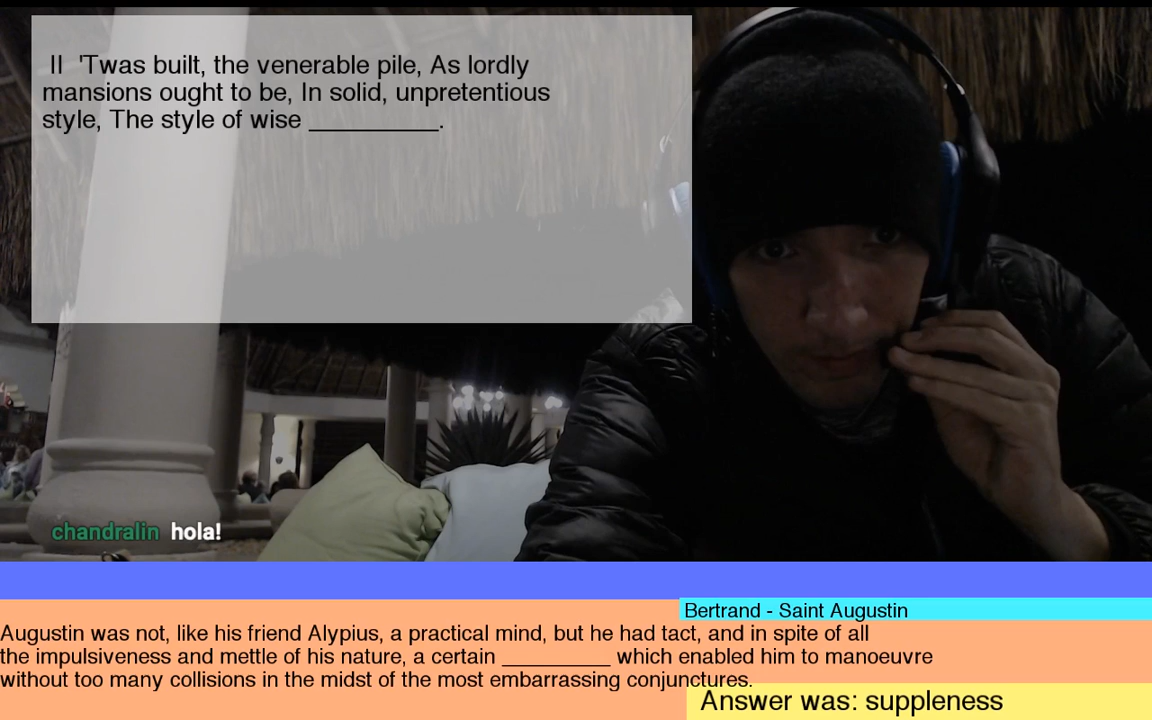 II 'Twas built, the venerable pile, As lordly
mansions ought to be, In solid, unpretentious
style, The style of wise __________.
chandralin hola!
Bertrand - Saint Augustin
Augustin was not, like his friend Alypius, a practical mind, but he had tact, and in spite of all
the impulsiveness and mettle of his nature, a certain __________ which enabled him to manoeuvre
without too many collisions in the midst of the most embarrassing conjunctures.
Answer was: suppleness